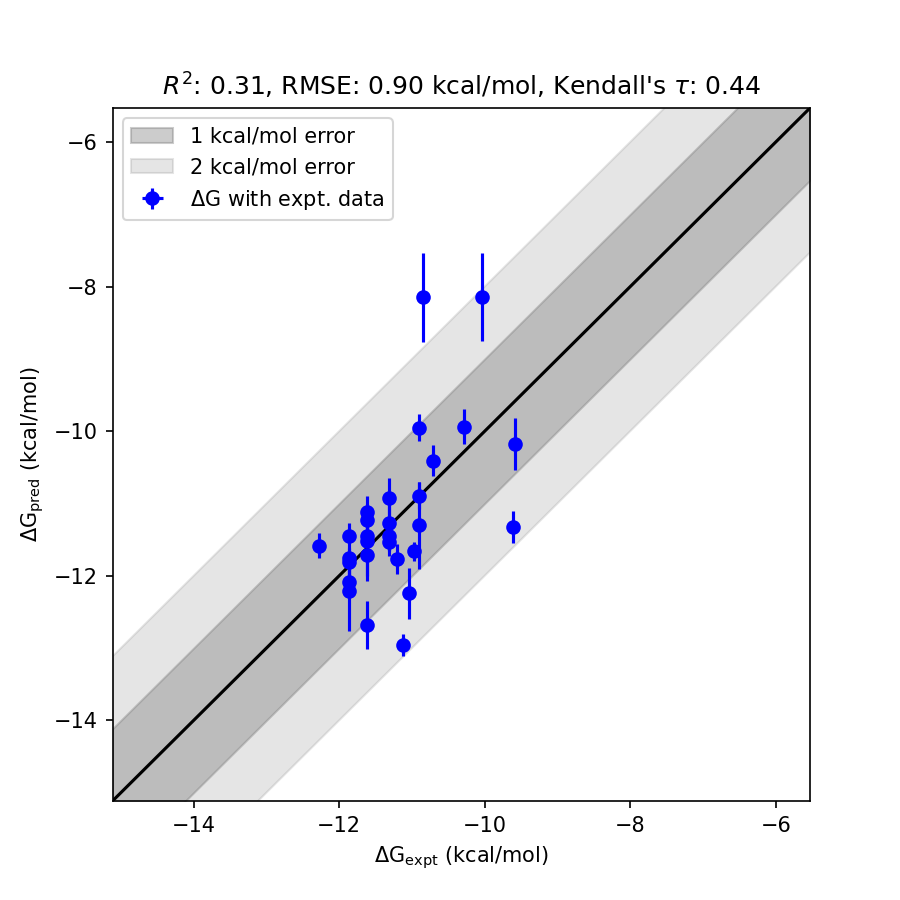 R²: 0.31, RMSE: 0.90 kcal/mol, Kendall's τ: 0.44
1 kcal/mol error
2 kcal/mol error
ΔG with expt. data
−6
−8
−10
−12
−14
ΔGpred (kcal/mol)
−14
−12
−10
−8
−6
ΔGexpt (kcal/mol)